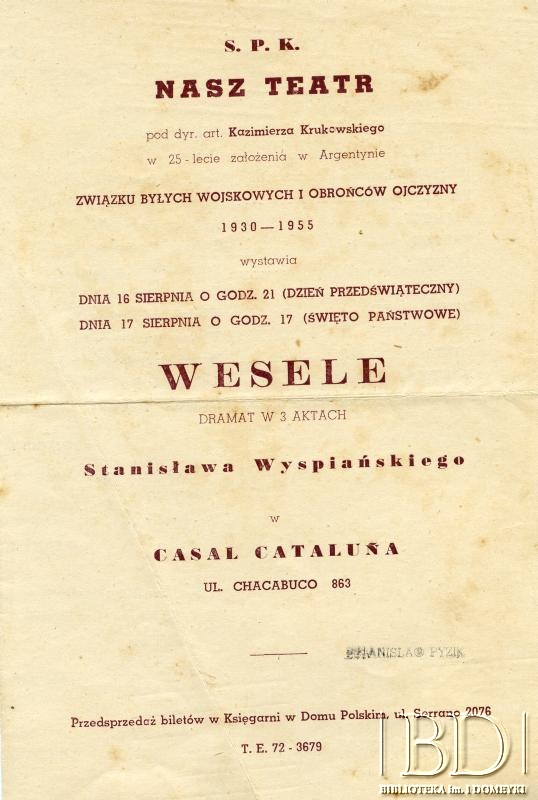 S. P. K.
NASZ TEATR
pod dyr. art. Kazimierza Krukowskiego
w 25-lecie założenia w Argentynie
ZWIĄZKU BYŁYCH WOJSKOWYCH I OBROŃCÓW OJCZYZNY
1930—1955
wystawia
DNIA 16 SIERPNIA O GODZ. 21 (DZIEŃ PRZEDŚWIĄTECZNY)
DNIA 17 SIERPNIA O GODZ. 17 (ŚWIĘTO PAŃSTWOWE)
WESELE
DRAMAT W 3 AKTACH
Stanisława Wyspiańskiego
w
CASAL CATALUÑA
UL. CHACABUCO 863
PYZIK
Przedsprzedaż biletów w Księgarni w Domu Polskim, ul. Serrano 2076
T. E. 72 - 3679
IBDI
BIBLIOTEKA im. I DOMEYKI